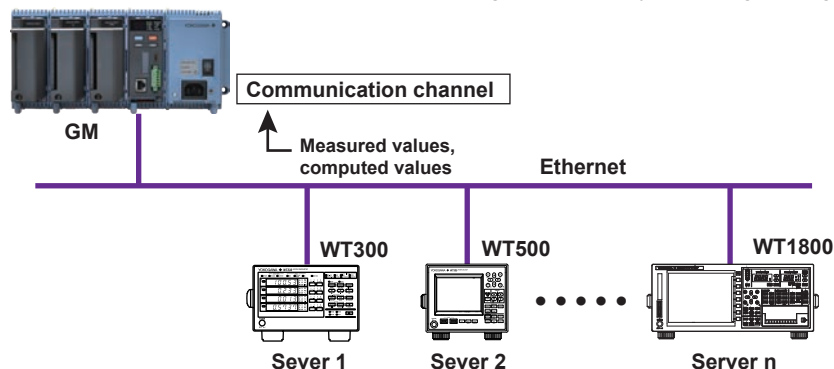 Communication channel
GM
Measured values,
computed values
Ethernet
WT300
WT500
WT1800
Sever 1
Sever 2
Server n